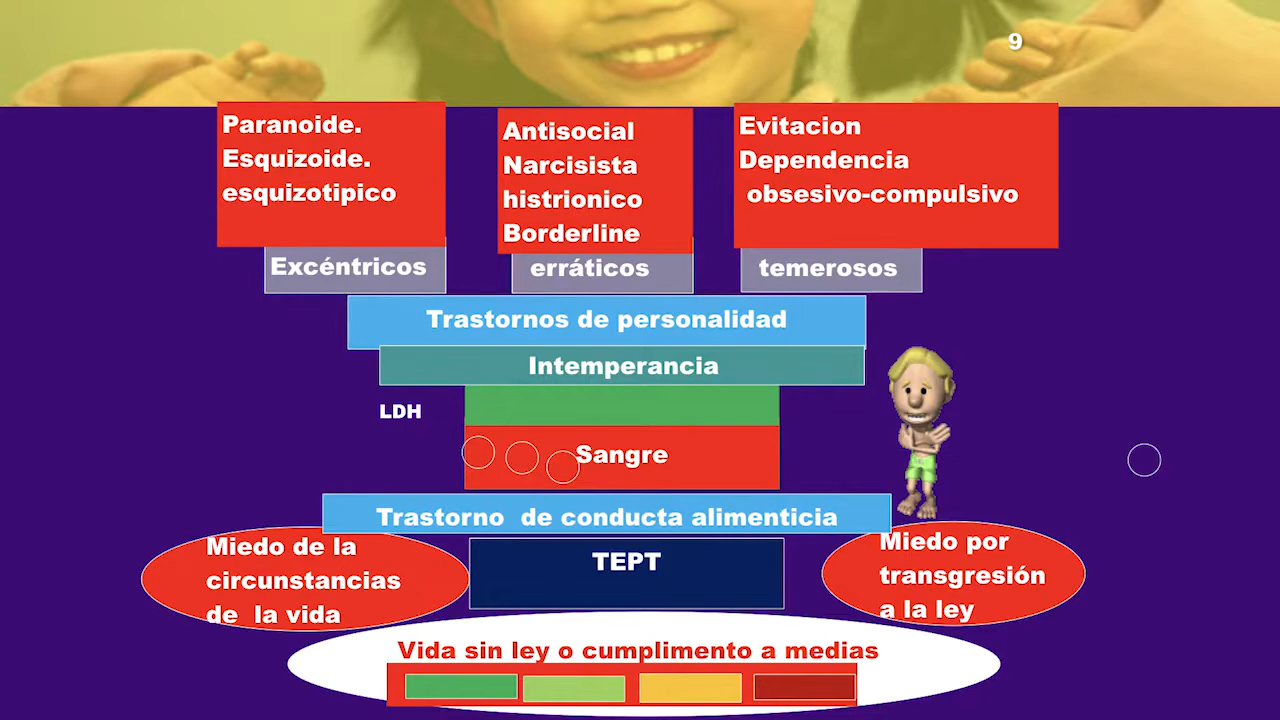 9
Paranoide.
Esquizoide.
esquizotipico
Antisocial
Narcisista
histrionico
Borderline
Evitacion
Dependencia
obsesivo-compulsivo
Excéntricos
erráticos
temerosos
Trastornos de personalidad
Intemperancia
LDH
Sangre
Trastorno de conducta alimenticia
Miedo de la
circunstancias
de la vida
TEPT
Miedo por
transgresión
a la ley
Vida sin ley o cumplimento a medias